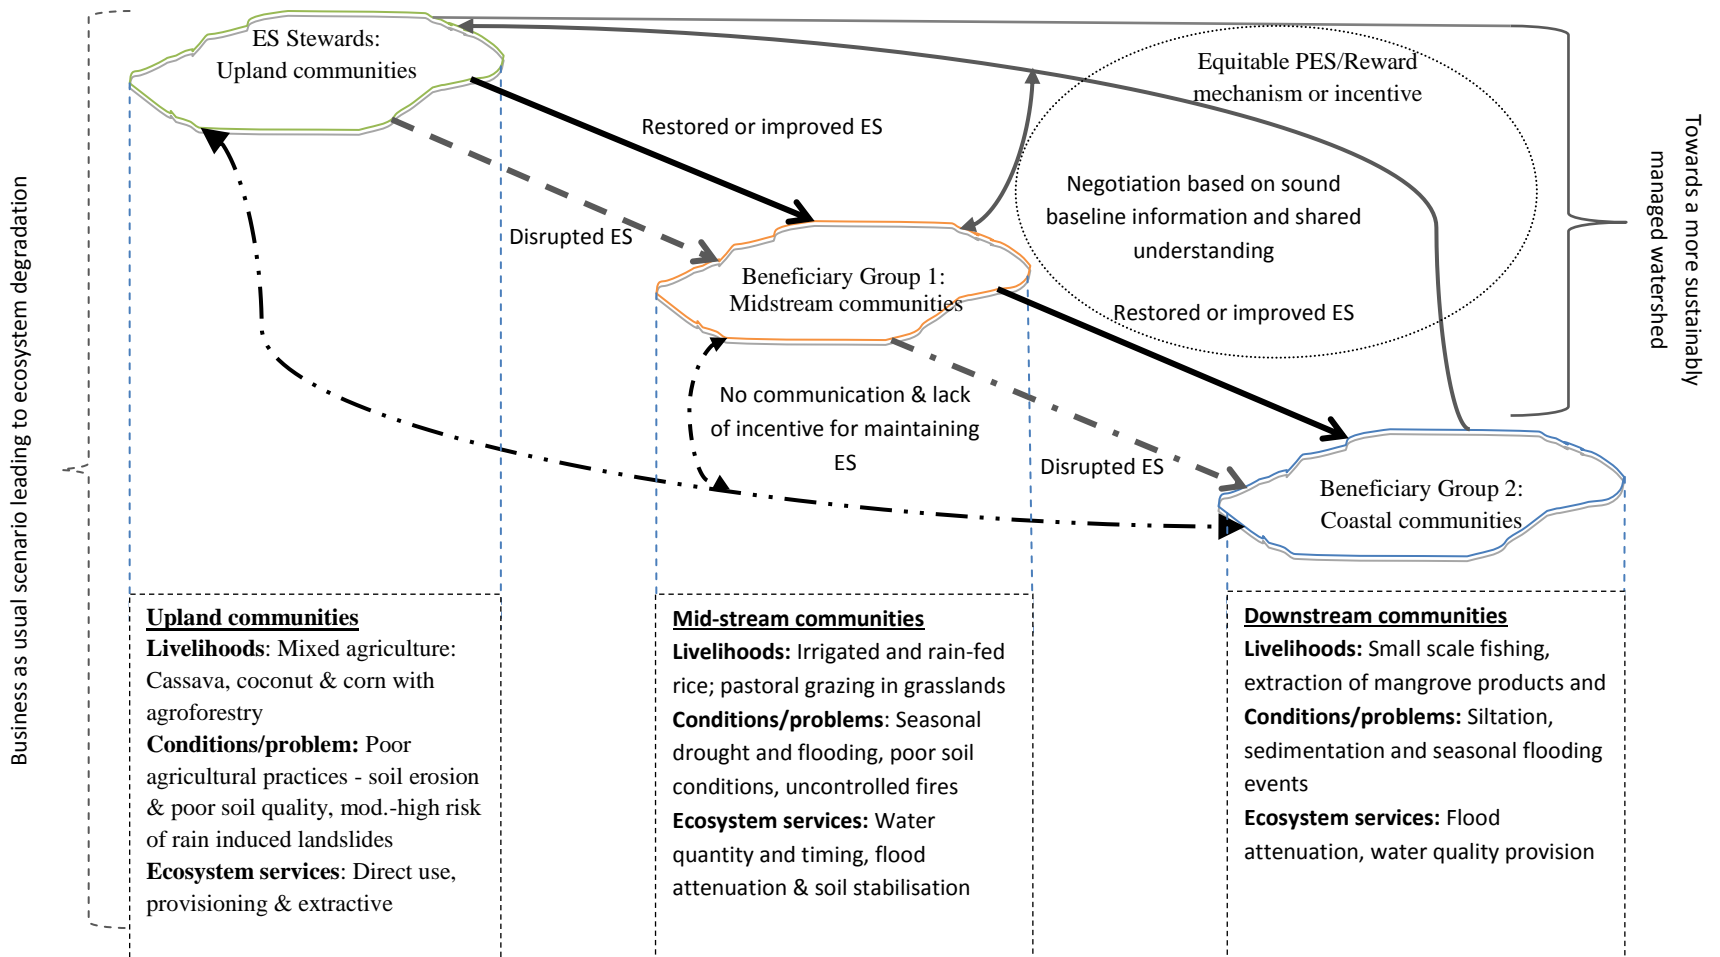 Business as usual scenario leading to ecosystem degradation
ES Stewards:
Upland communities
Restored or improved ES
Disrupted ES
Equitable PES/Reward
mechanism or incentive
Negotiation based on sound
baseline information and shared
understanding
Towards a more sustainably
managed watershed
Beneficiary Group 1:
Midstream communities
Restored or improved ES
No communication & lack
of incentive for maintaining
ES
Disrupted ES
Beneficiary Group 2:
Coastal communities
Upland communities
Livelihoods: Mixed agriculture:
Cassava, coconut & corn with
agroforestry
Conditions/problem: Poor
agricultural practices - soil erosion
& poor soil quality, mod.-high risk
of rain induced landslides
Ecosystem services: Direct use,
provisioning & extractive
Mid-stream communities
Livelihoods: Irrigated and rain-fed
rice; pastoral grazing in grasslands
Conditions/problems: Seasonal
drought and flooding, poor soil
conditions, uncontrolled fires
Ecosystem services: Water
quantity and timing, flood
attenuation & soil stabilisation
Downstream communities
Livelihoods: Small scale fishing,
extraction of mangrove products and
Conditions/problems: Siltation,
sedimentation and seasonal flooding
events
Ecosystem services: Flood
attenuation, water quality provision